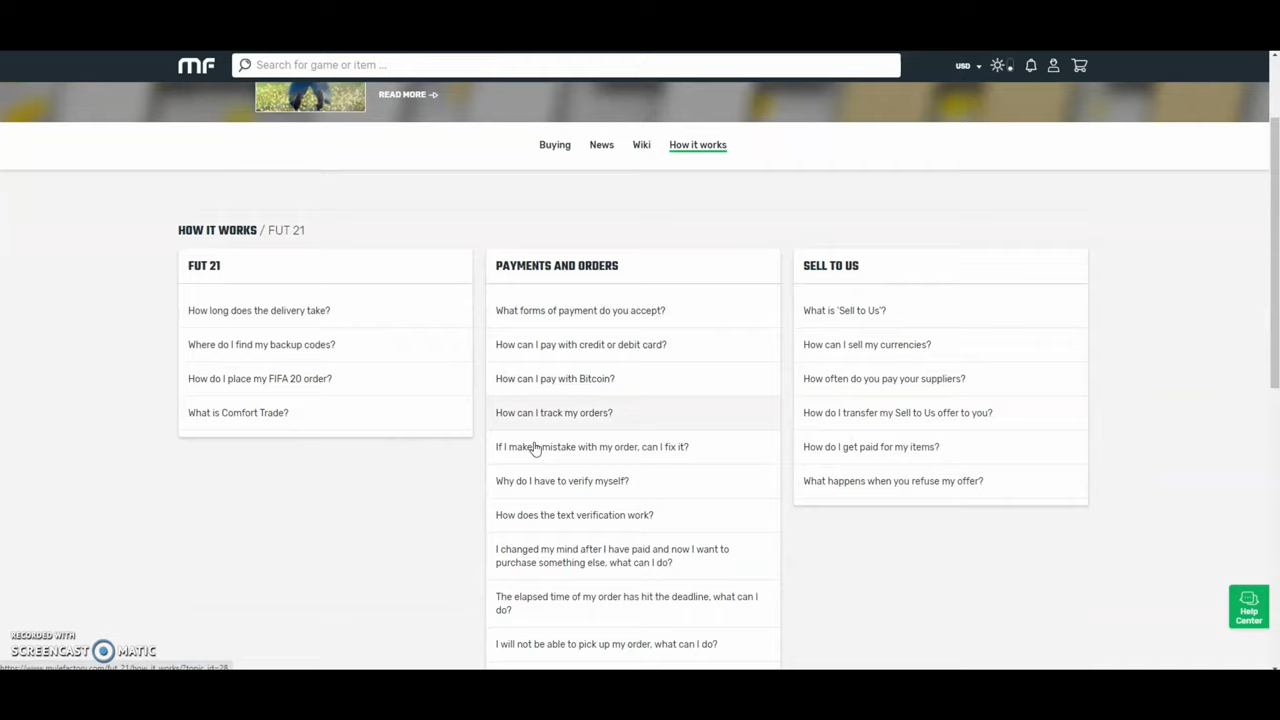 MF
Search for game or item ...
USD
READ MORE
Buying News Wiki How it works
HOW IT WORKS / FUT 21
FUT 21
How long does the delivery take?
Where do I find my backup codes?
How do I place my FIFA 20 order?
What is Comfort Trade?
PAYMENTS AND ORDERS
What forms of payment do you accept?
How can I pay with credit or debit card?
How can I pay with Bitcoin?
How can I track my orders?
If I make mistake with my order, can I fix it?
Why do I have to verify myself?
How does the text verification work?
I changed my mind after I have paid and now I want to
purchase something else, what can I do?
The elapsed time of my order has hit the deadline, what can I
do?
I will not be able to pick up my order, what can I do?
SELL TO US
What is 'Sell to Us'?
How can I sell my currencies?
How often do you pay your suppliers?
How do I transfer my Sell to Us offer to you?
How do I get paid for my items?
What happens when you refuse my offer?
Help
Center
RECORDED WITH
SCREENCAST MATIC
https://www.mulefactory.com/fut_21/how_it_works/?topic_id=28